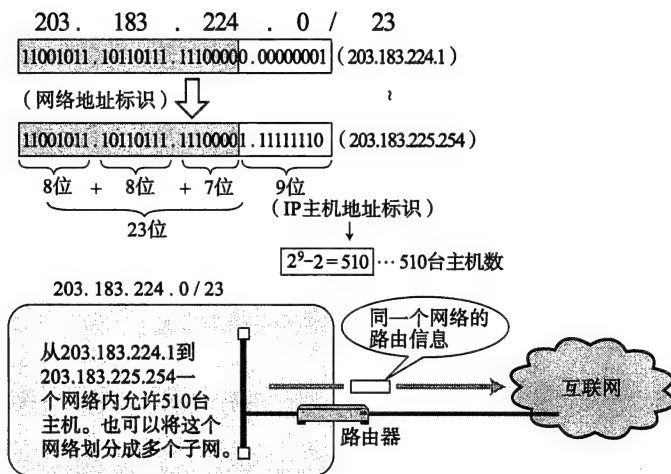 203. 183 . 224 . 0 / 23
11001011 . 10110111 . 11100000 . 00000001 (203.183.224.1)
(网络地址标识)
~
11001011 . 10110111 . 11100001 . 11111110 (203.183.225.254)
8位 + 8位 + 7位 9位
23位
(IP主机地址标识)
↓
2⁹−2=510 … 510台主机数
203. 183. 224 . 0/23
从203.183.224.1到
203.183.225.254一
个网络内允许510台
主机。也可以将这个
网络划分成多个子网。
同一个网络的
路由信息
互联网
路由器